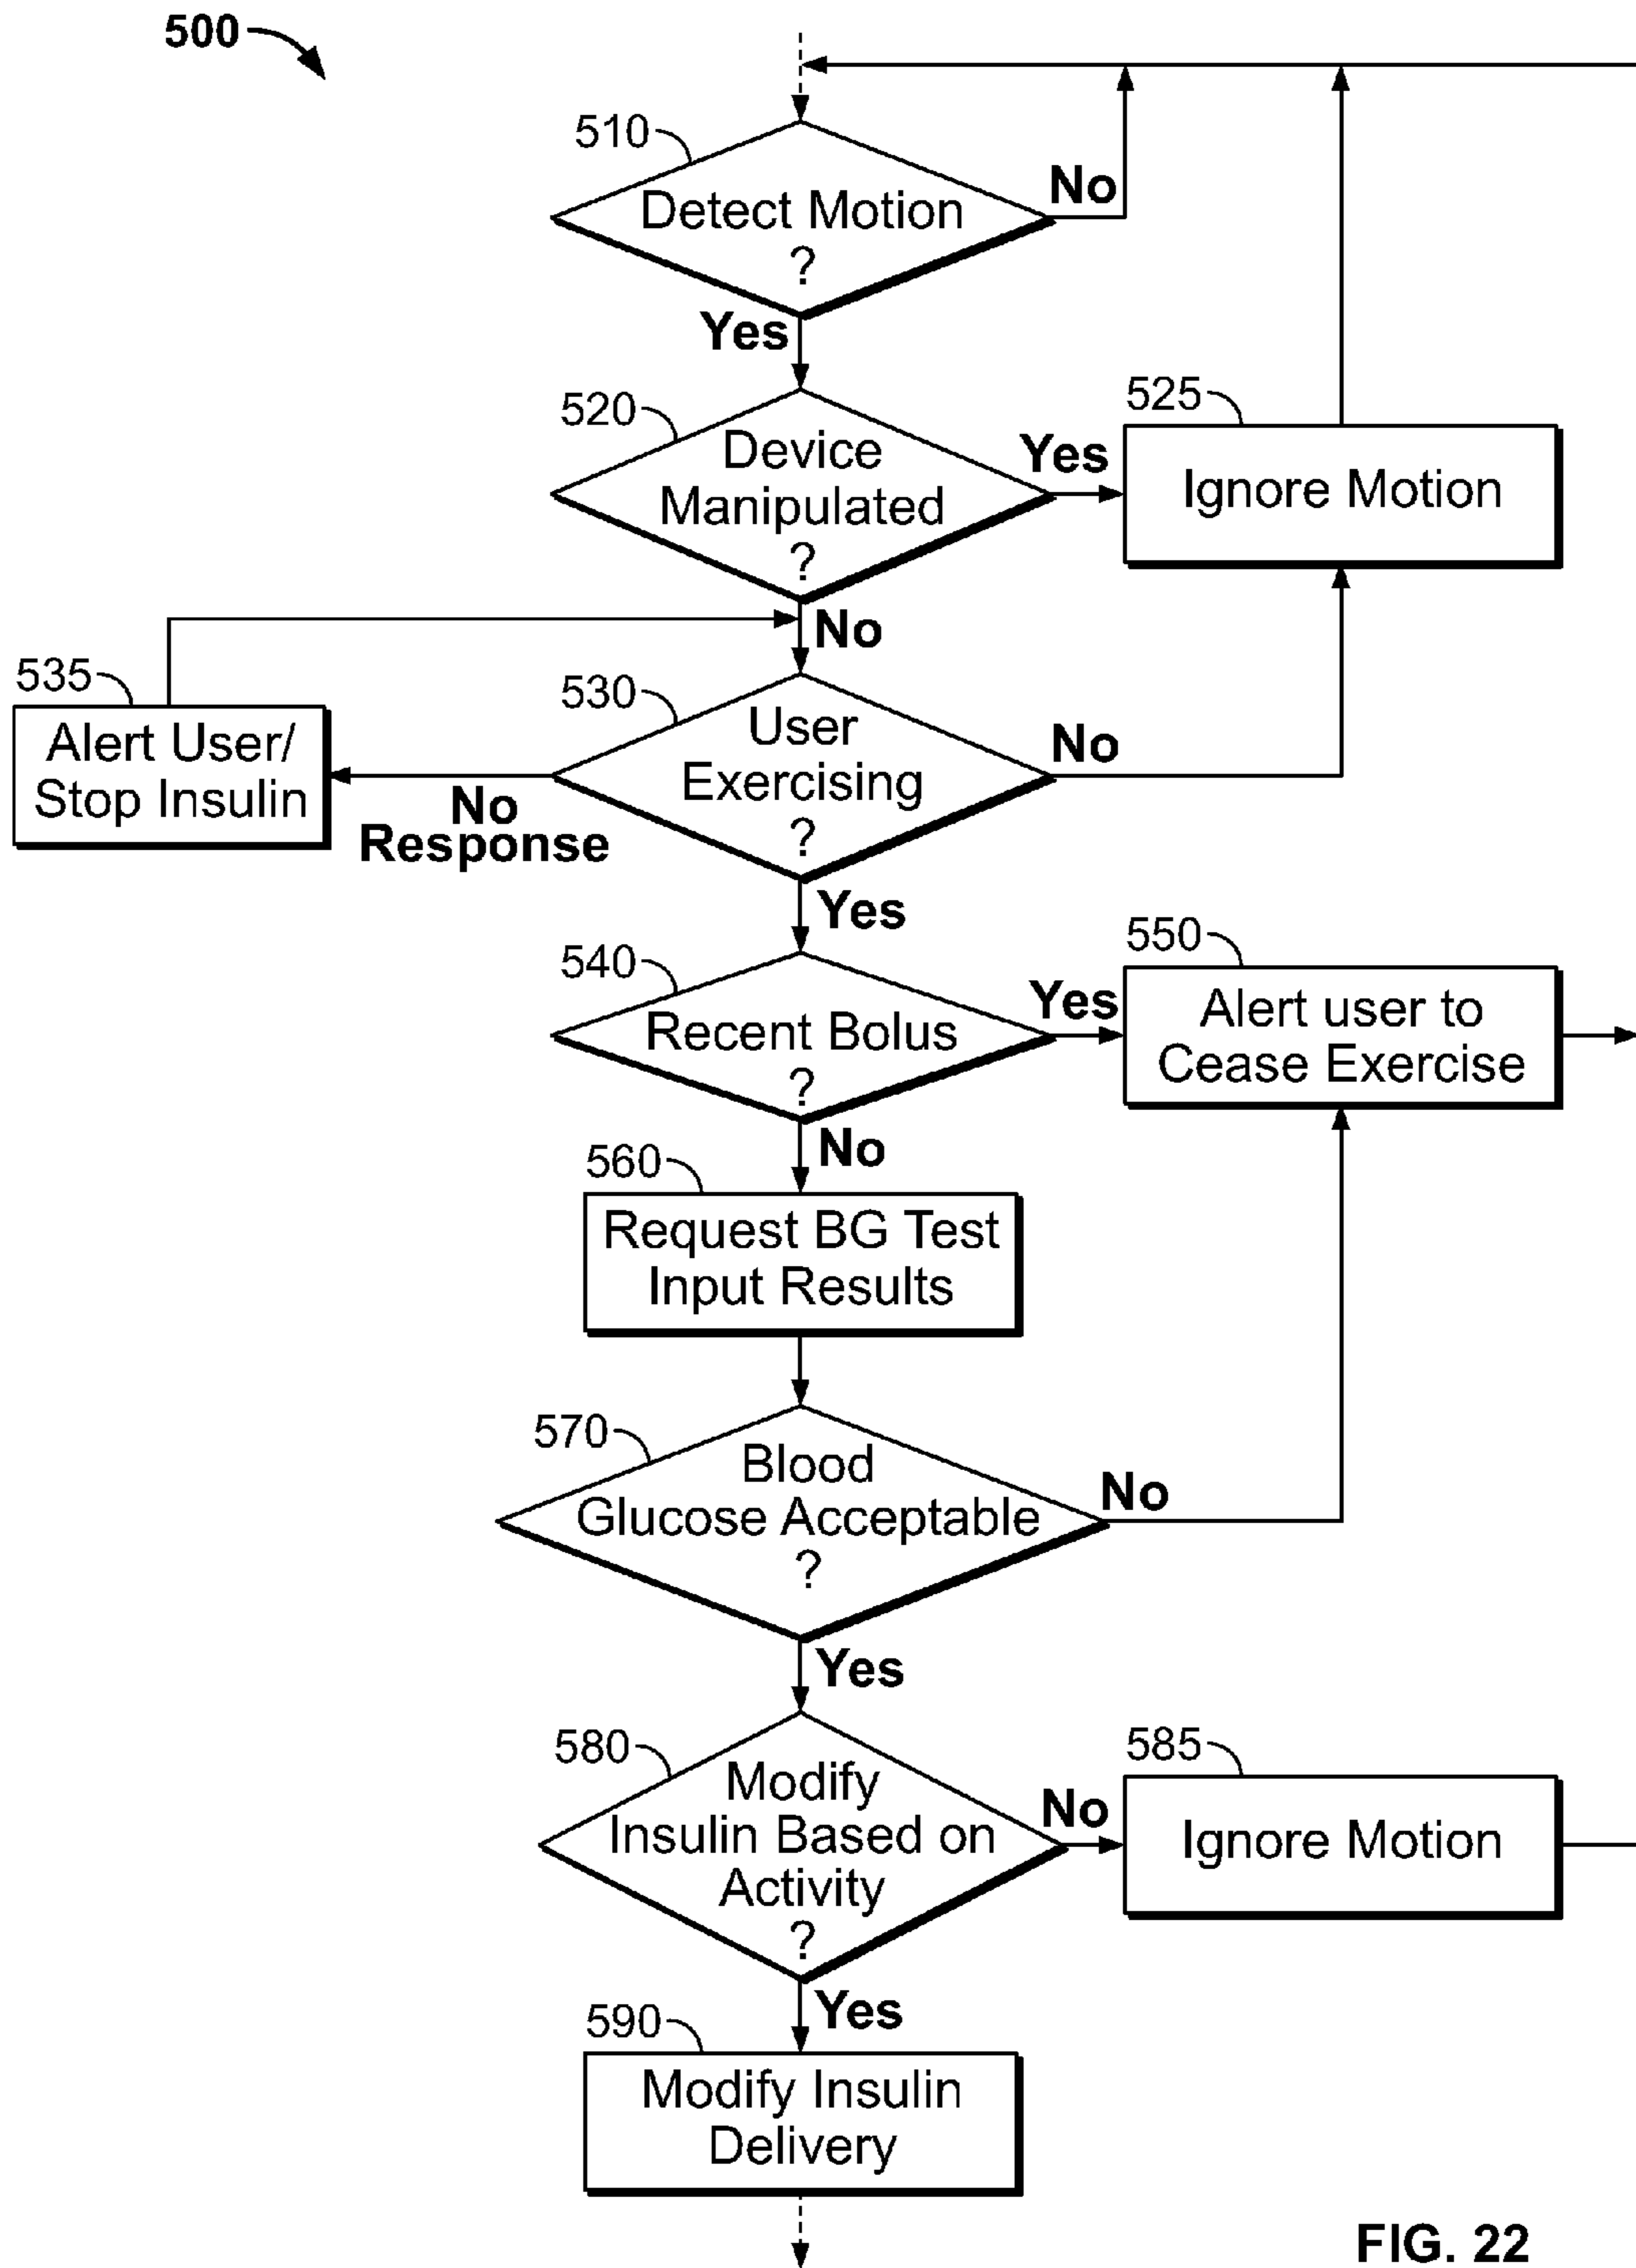 500
510
Detect Motion
?
No
Yes
520
Device
Manipulated
?
Yes
525
Ignore Motion
No
535
Alert User/
Stop Insulin
No
Response
530
User
Exercising
?
No
Yes
540
Recent Bolus
?
Yes
550
Alert user to
Cease Exercise
No
560
Request BG Test
Input Results
570
Blood
Glucose Acceptable
?
No
Yes
580
Modify
Insulin Based on
Activity
?
No
585
Ignore Motion
Yes
590
Modify Insulin
Delivery
FIG. 22